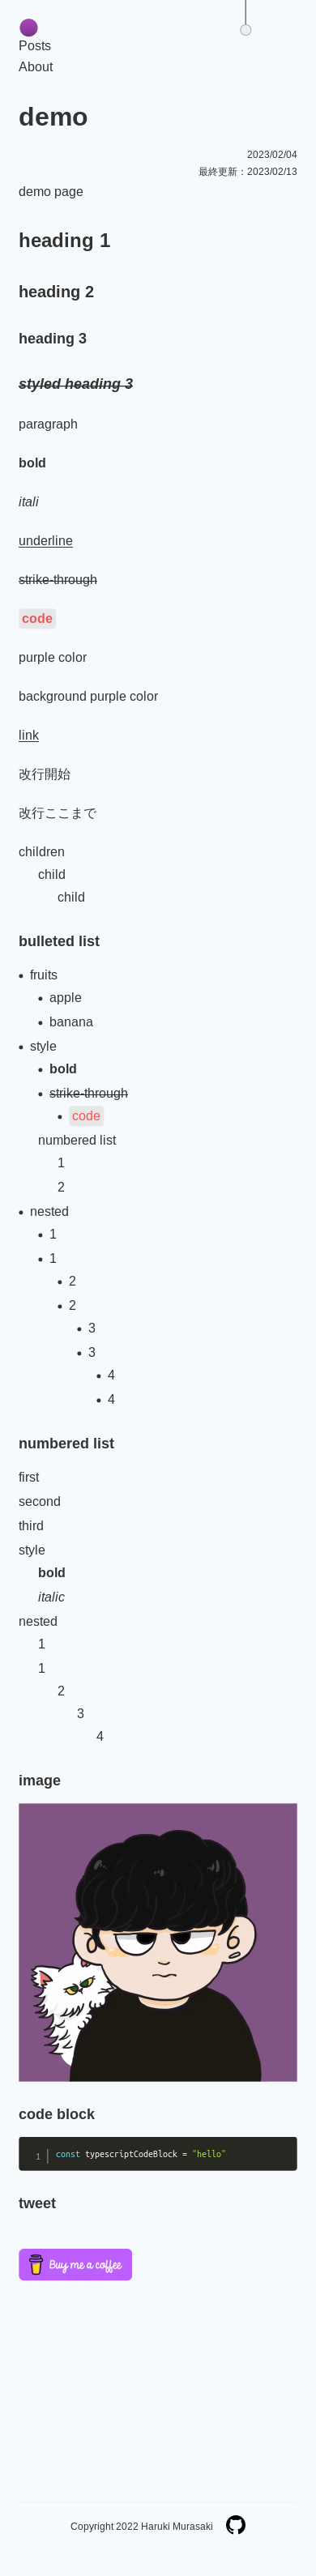 Posts
About
demo
2023/02/04
最終更新：2023/02/13
demo page
heading 1
heading 2
heading 3
styled heading 3
paragraph
bold
itali
underline
strike-through
code
purple color
background purple color
link
改行開始
改行ここまで
children
child
child
bulleted list
• fruits
• apple
• banana
• style
• bold
• strike-through
• code
numbered list
1
2
• nested
• 1
• 1
• 2
• 2
• 3
• 3
• 4
• 4
numbered list
first
second
third
style
bold
italic
nested
1
1
2
3
4
image
code block
1 const typescriptCodeBlock = "hello"
tweet
Buy me a coffee
Copyright 2022 Haruki Murasaki